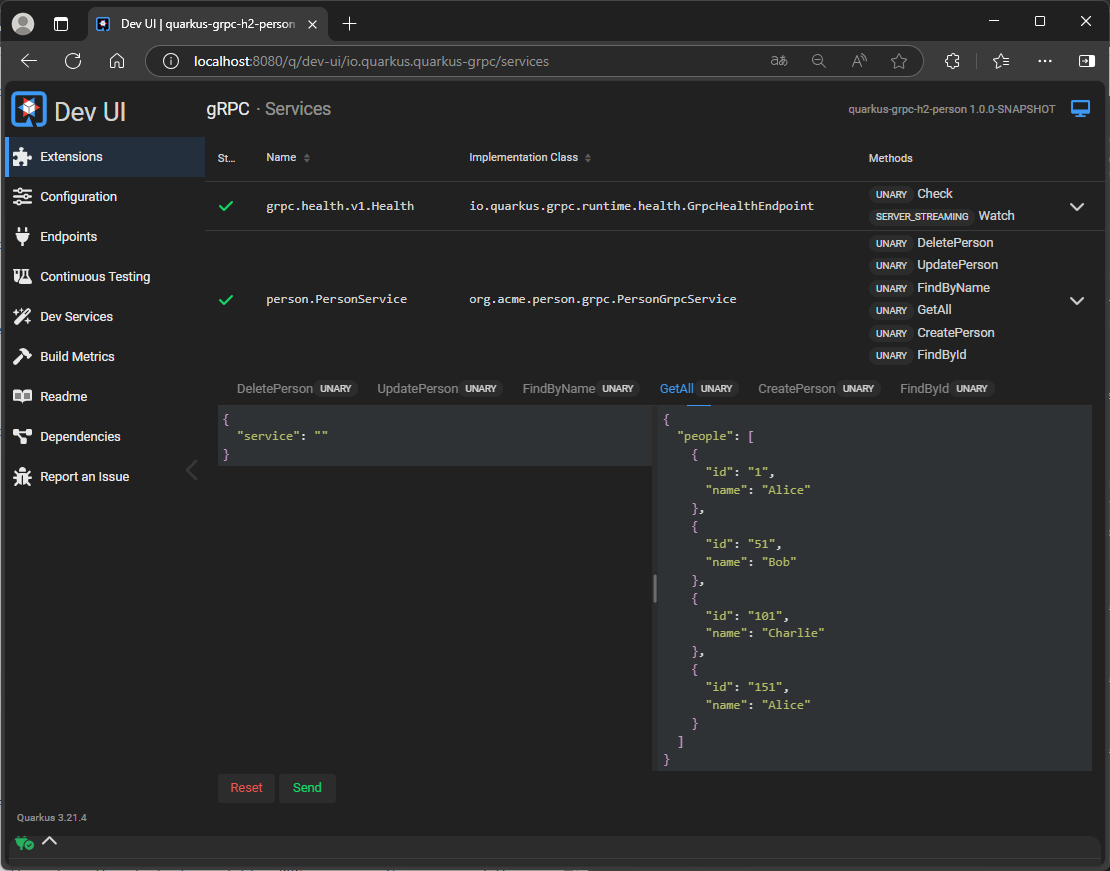 Dev UI | quarkus-grpc-h2-person
localhost:8080/q/dev-ui/io.quarkus.quarkus-grpc/services
Dev UI
gRPC · Services
quarkus-grpc-h2-person 1.0.0-SNAPSHOT
Extensions
Configuration
Endpoints
Continuous Testing
Dev Services
Build Metrics
Readme
Dependencies
Report an Issue
St... Name Implementation Class Methods
grpc.health.v1.Health io.quarkus.grpc.runtime.health.GrpcHealthEndpoint
UNARY Check
SERVER_STREAMING Watch
person.PersonService org.acme.person.grpc.PersonGrpcService
UNARY DeletePerson
UNARY UpdatePerson
UNARY FindByName
UNARY GetAll
UNARY CreatePerson
UNARY FindById
DeletePerson UNARY UpdatePerson UNARY FindByName UNARY GetAll UNARY CreatePerson UNARY FindById UNARY
{
"service": ""
}
{
"people": [
{
"id": "1",
"name": "Alice"
},
{
"id": "51",
"name": "Bob"
},
{
"id": "101",
"name": "Charlie"
},
{
"id": "151",
"name": "Alice"
}
]
}
Reset Send
Quarkus 3.21.4